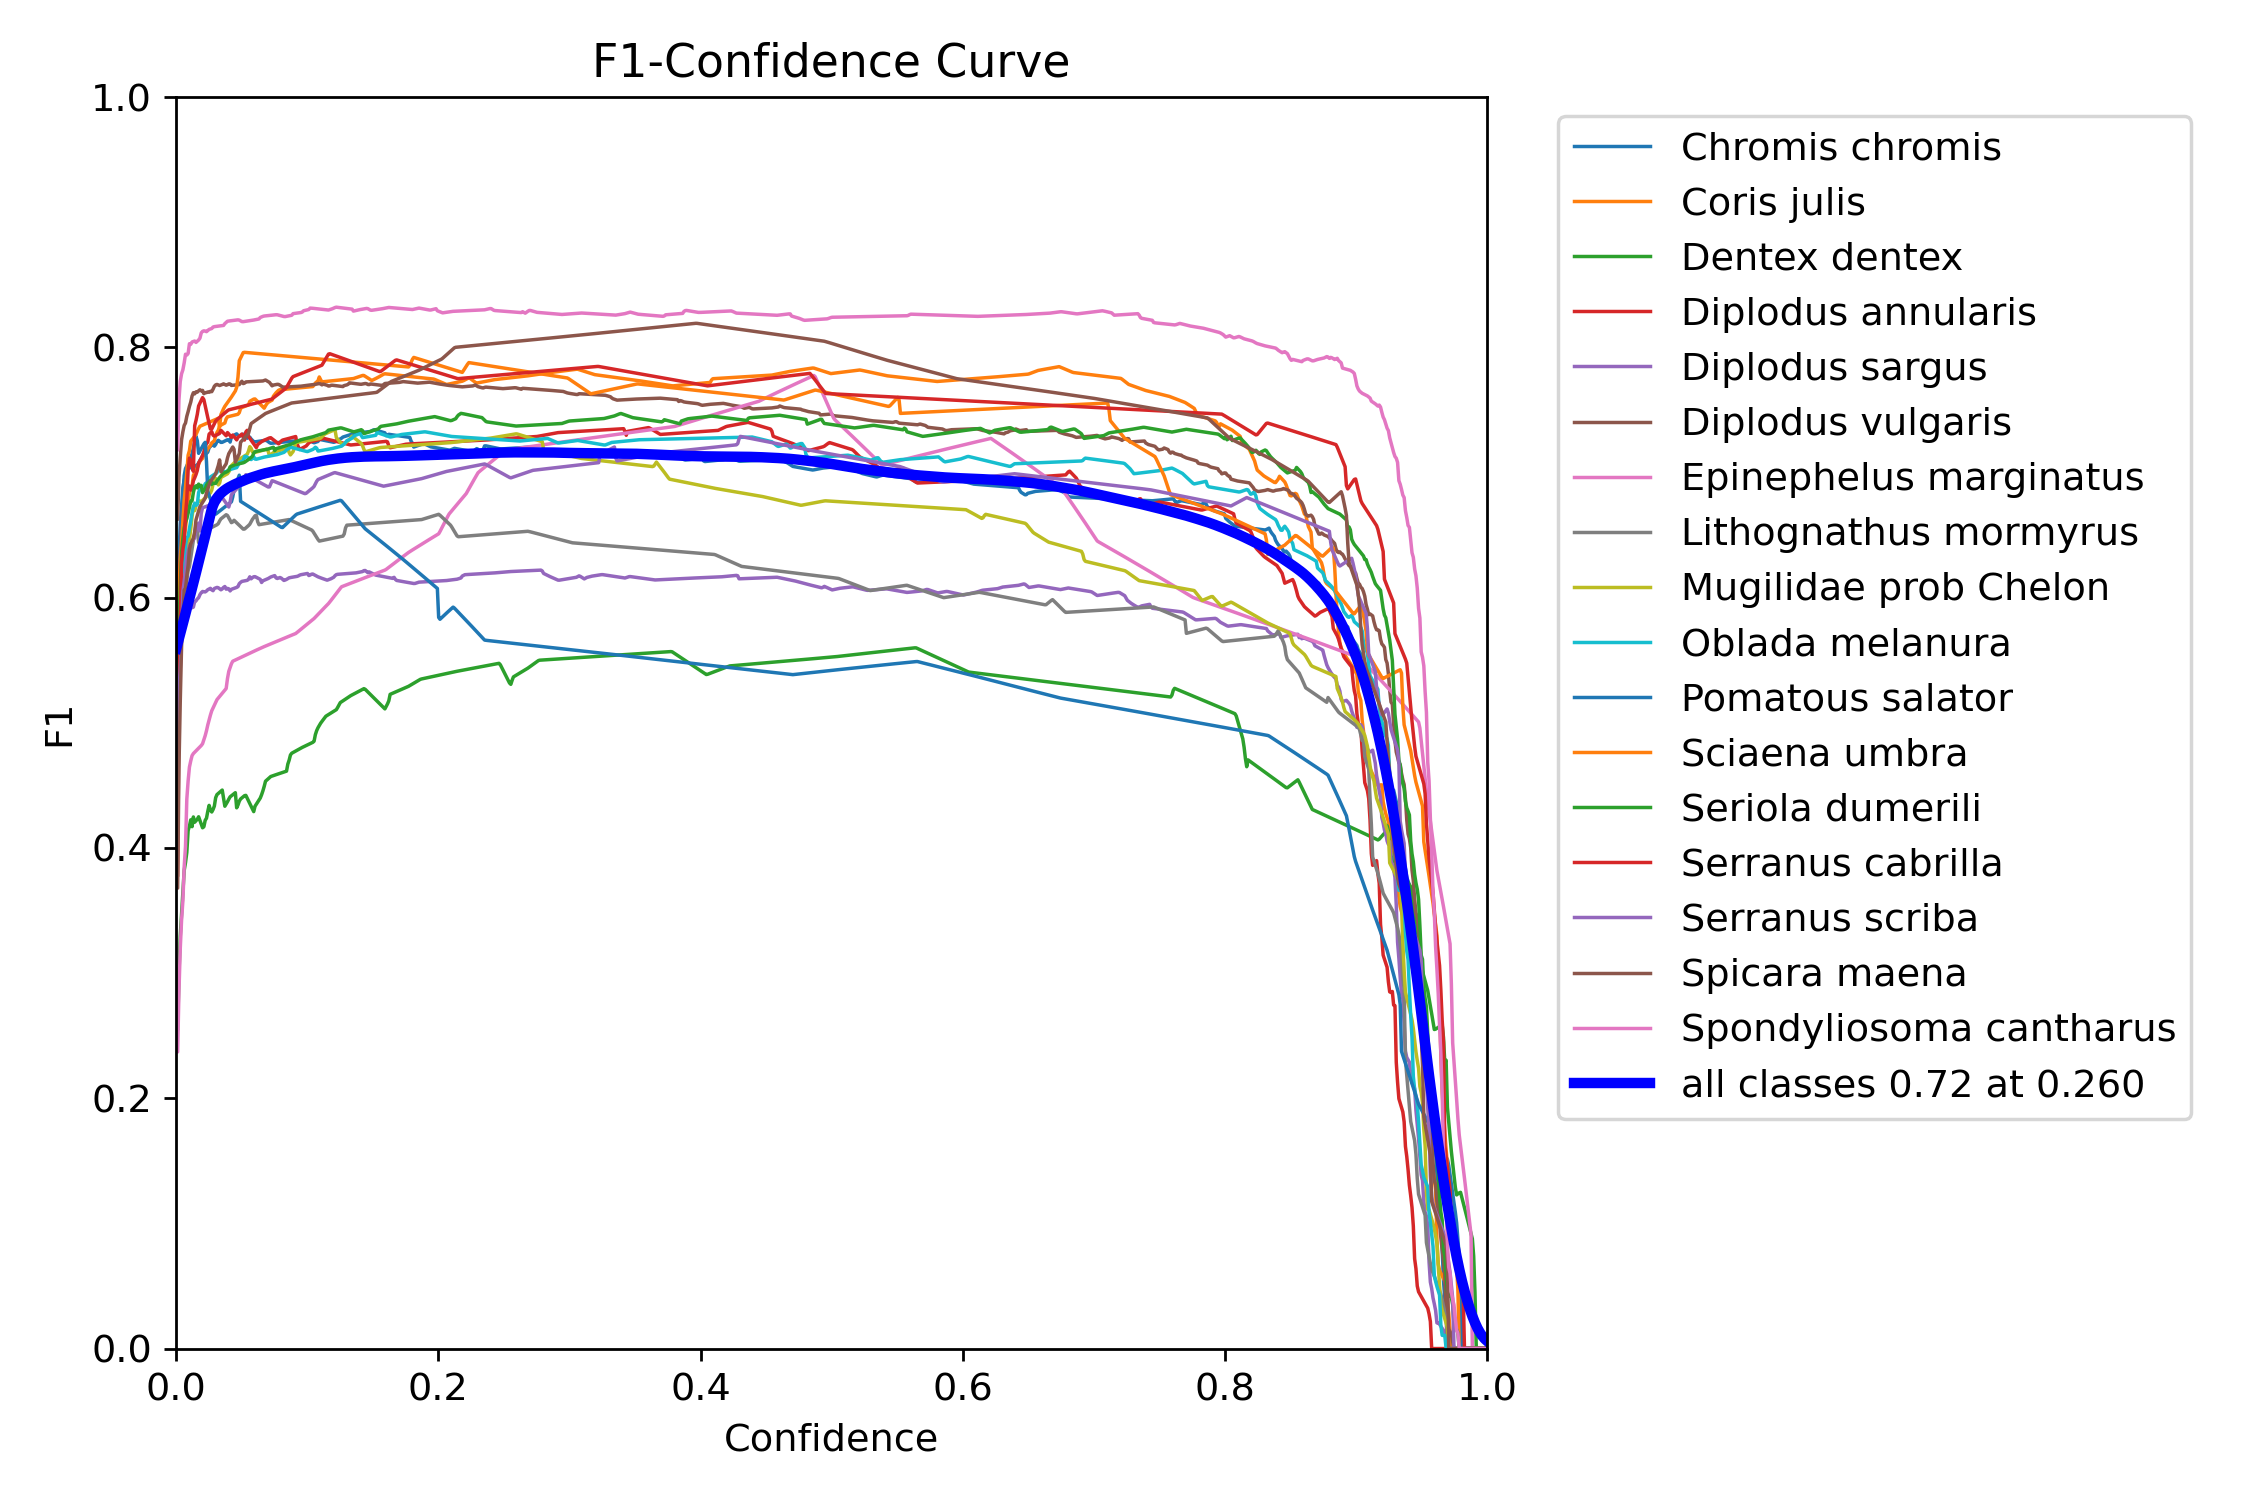 F1-Confidence Curve
1.0
0.8
0.6
0.4
0.2
0.0
F1
0.0 0.2 0.4 0.6 0.8 1.0
Confidence
Chromis chromis
Coris julis
Dentex dentex
Diplodus annularis
Diplodus sargus
Diplodus vulgaris
Epinephelus marginatus
Lithognathus mormyrus
Mugilidae prob Chelon
Oblada melanura
Pomatous salator
Sciaena umbra
Seriola dumerili
Serranus cabrilla
Serranus scriba
Spicara maena
Spondyliosoma cantharus
all classes 0.72 at 0.260